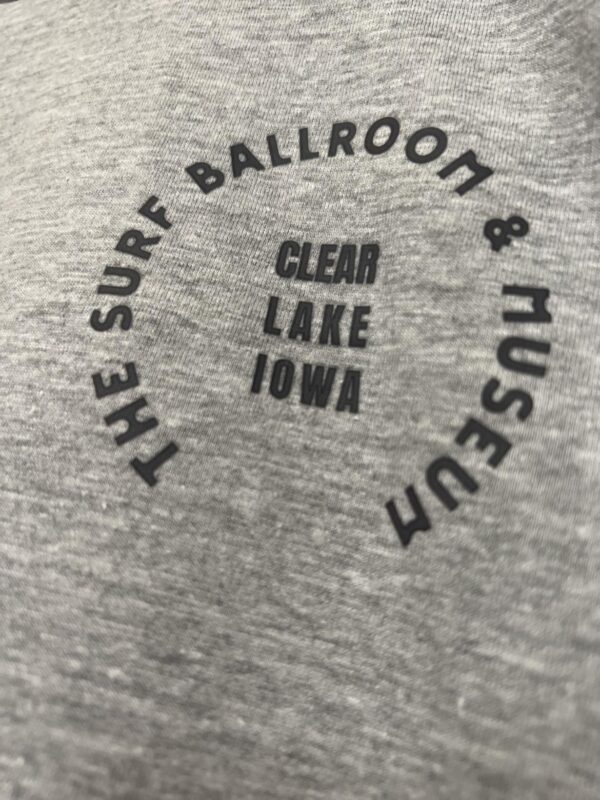 THE SURF BALLROOM & MUSEUM
CLEAR
LAKE
IOWA